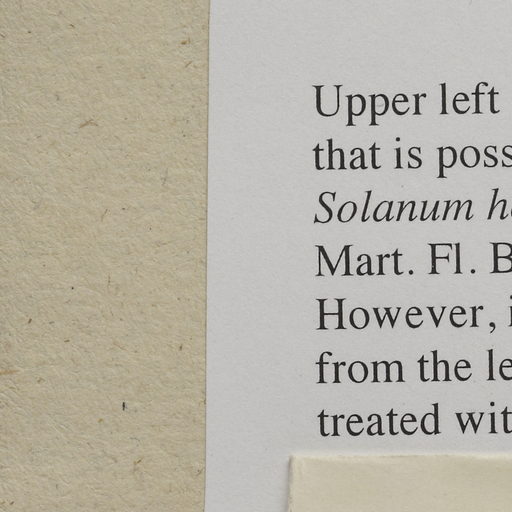 Upper left
that is poss
Solanum h
Mart. Fl. B
However, i
from the le
treated wit